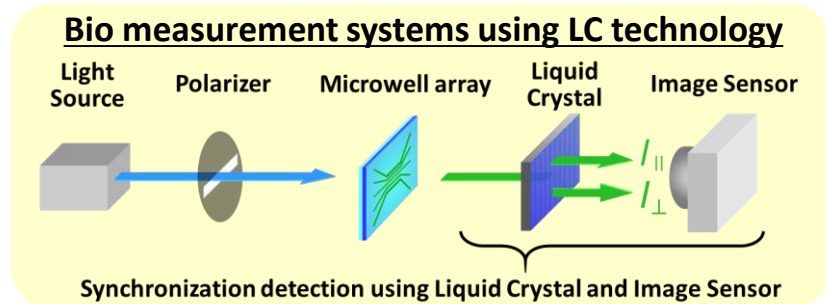 Bio measurement systems using LC technology
Light
Source
Polarizer
Microwell array
Liquid
Crystal
Image Sensor
I||
I⊥
Synchronization detection using Liquid Crystal and Image Sensor